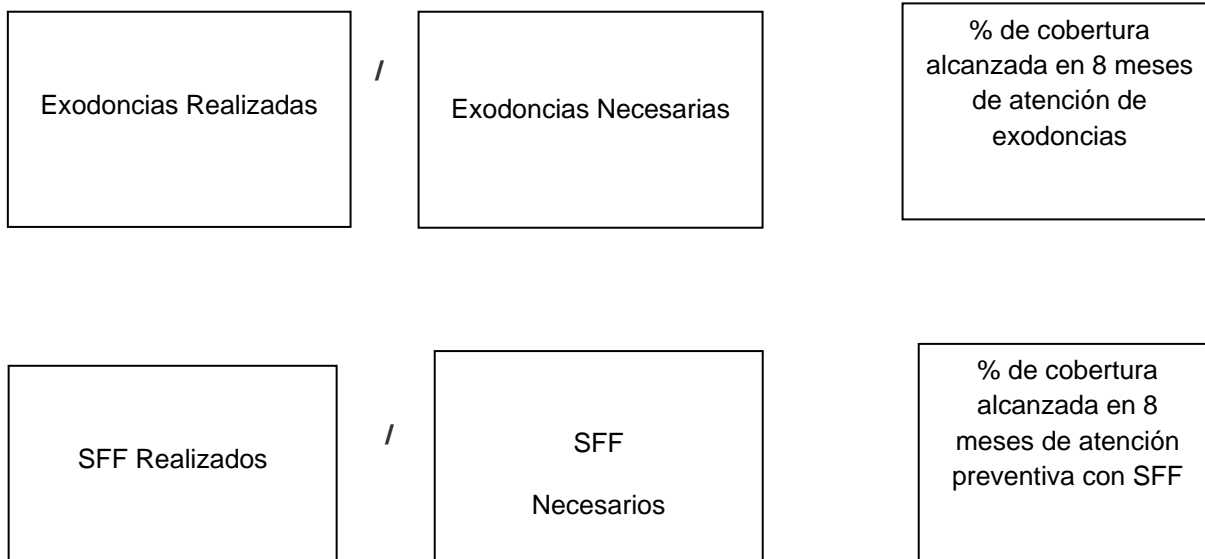 Exodoncias Realizadas
/
Exodoncias Necesarias
% de cobertura
alcanzada en 8 meses
de atención de
exodoncias
SFF Realizados
/
SFF
Necesarios
% de cobertura
alcanzada en 8
meses de atención
preventiva con SFF